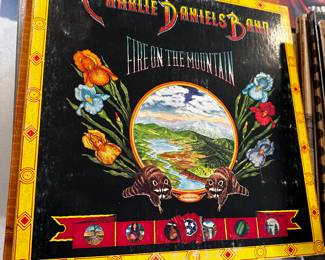 CHARLIE DANIELS BAND
FIRE ON THE MOUNTAIN